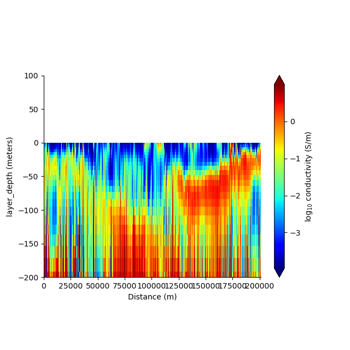 100
50
0
−50
−100
−150
−200
layer_depth (meters)
0 25000 50000 75000 100000 125000 150000 175000 200000
Distance (m)
0
−1
−2
−3
log10 conductivity (S/m)